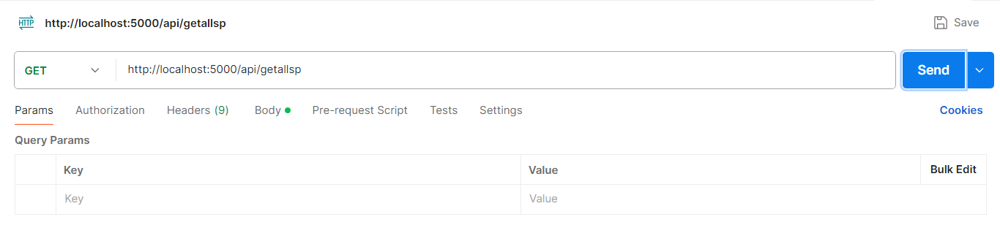 HTTP http://localhost:5000/api/getallsp Save
GET http://localhost:5000/api/getallsp Send
Params Authorization Headers (9) Body Pre-request Script Tests Settings Cookies
Query Params
Key Value Bulk Edit
Key Value